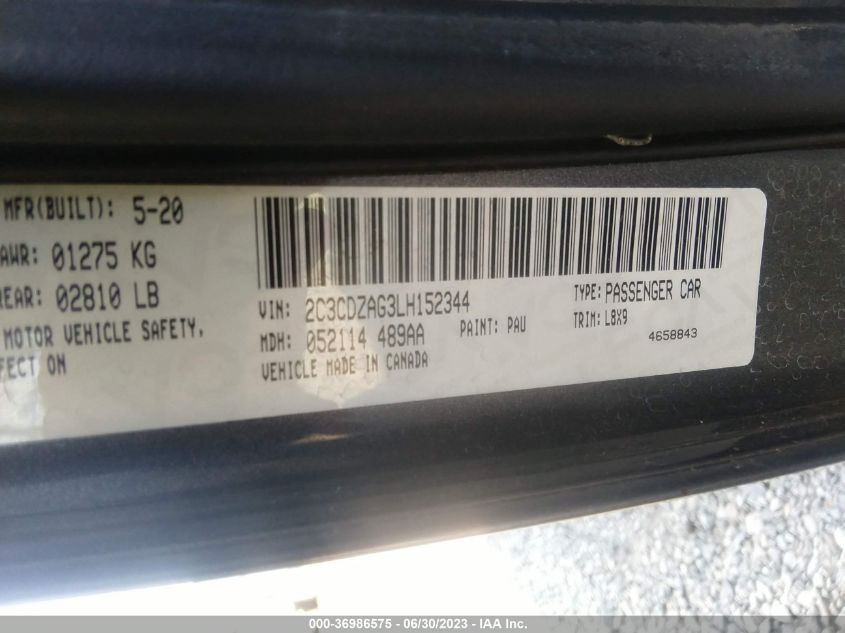 MFR(BUILT): 5-20
AWR: 01275 KG
REAR: 02810 LB
MOTOR VEHICLE SAFETY,
FECT ON
VIN: 2C3CDZAG3LH152344
TYPE: PASSENGER CAR
MDH: 052114 489AA
PAINT: PAU
TRIM: L8X9
VEHICLE MADE IN CANADA
4658843
000-36986575 - 06/30/2023 - IAA Inc.